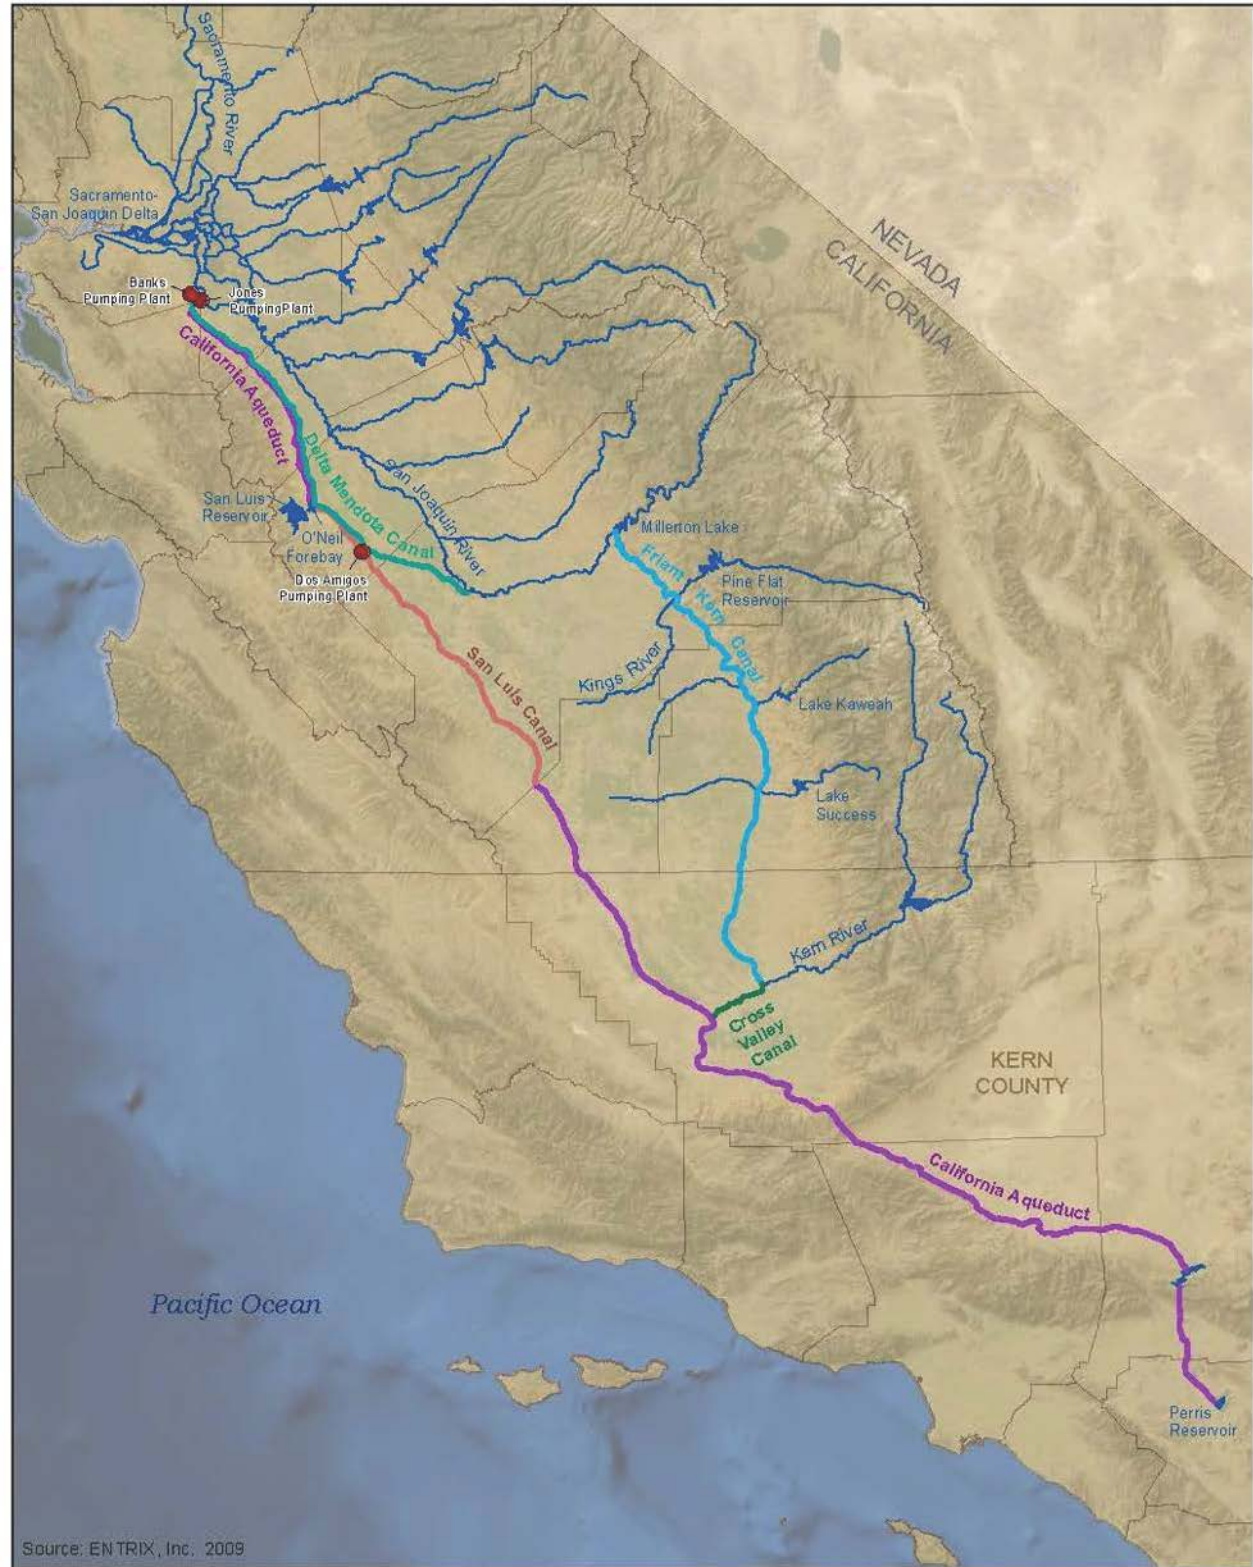 Sacramento River
Sacramento-
San Joaquin Delta
NEVADA
CALIFORNIA
Banks
Pumping Plant
Jones
PumpingPlant
California Aqueduct
Delta Mendota Canal
San Joaquin River
San Luis
Reservoir
O'Neil
Forebay
Dos Amigos
Pumping Plant
Millerton Lake
Friant Kern Canal
Pine Flat
Reservoir
Kings River
San Luis Canal
Lake Kaweah
Lake
Success
Kern River
Cross
Valley
Canal
KERN
COUNTY
California Aqueduct
Pacific Ocean
Perris
Reservoir
Source: ENTRIX, Inc. 2009